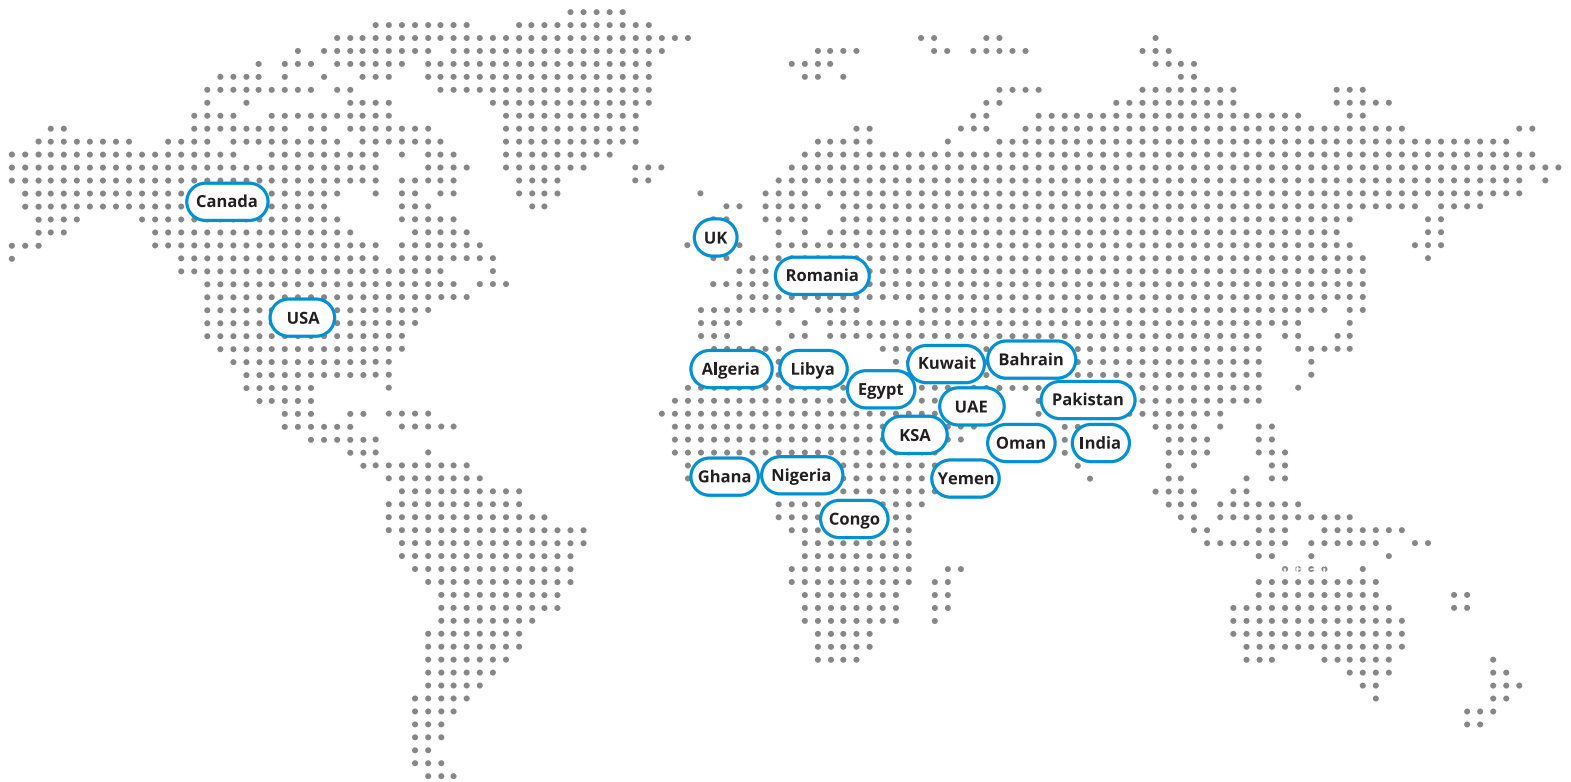 Canada
UK
Romania
USA
Algeria
Libya
Egypt
Kuwait
Bahrain
UAE
Pakistan
KSA
Oman
India
Ghana
Nigeria
Yemen
Congo